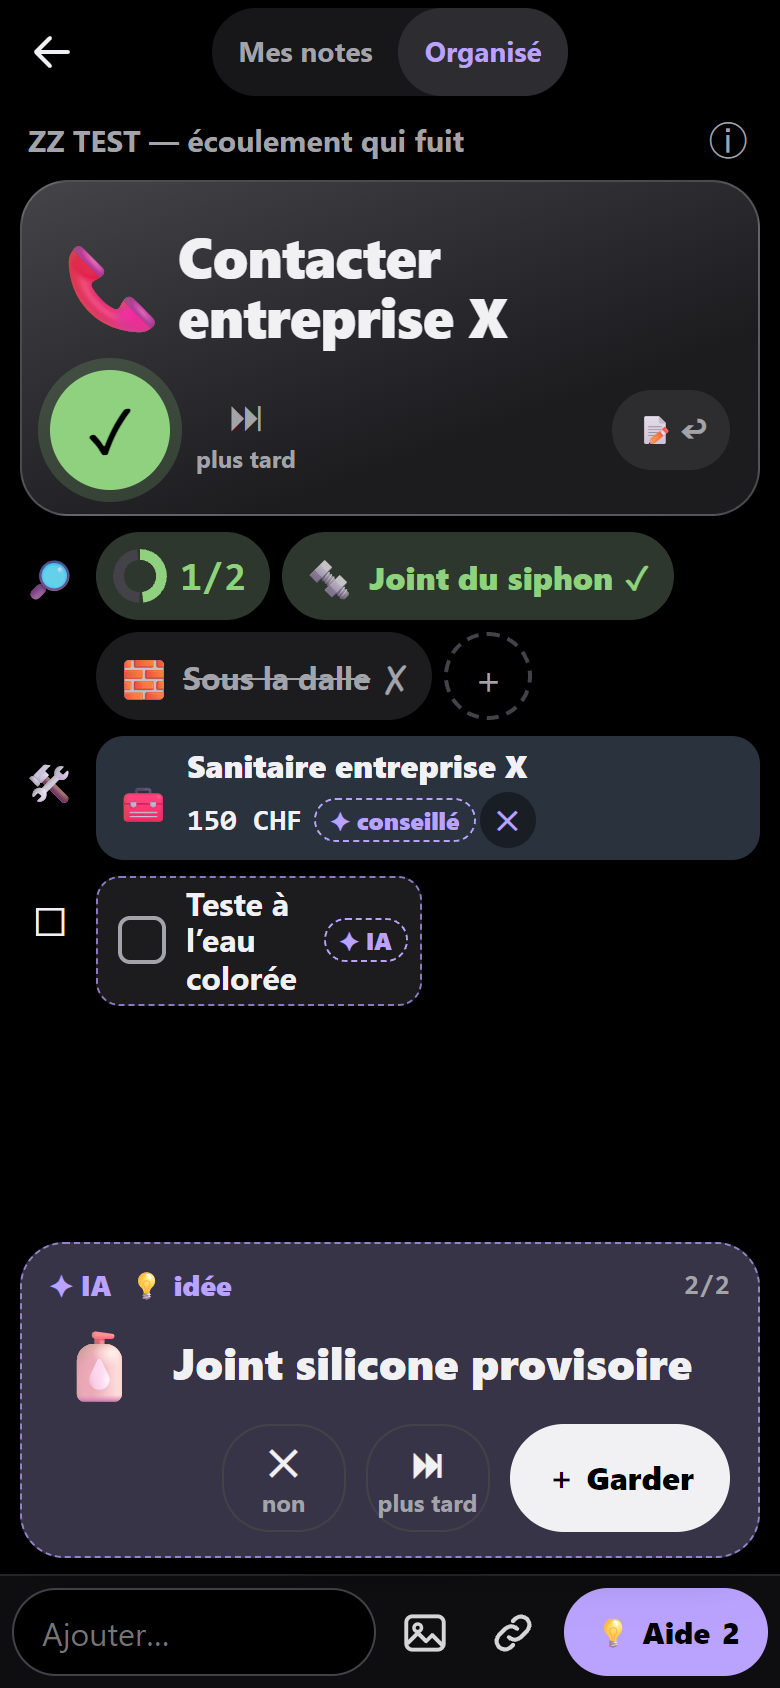 Mes notes
Organisé
ZZ TEST — écoulement qui fuit
Contacter
entreprise X
plus tard
1/2
Joint du siphon ✓
Sous la dalle ✗
+
Sanitaire entreprise X
150 CHF ✦ conseillé ×
Teste à
l’eau
colorée
✦ IA
✦ IA 💡 idée 2/2
Joint silicone provisoire
non
plus tard
+ Garder
Ajouter…
Aide 2